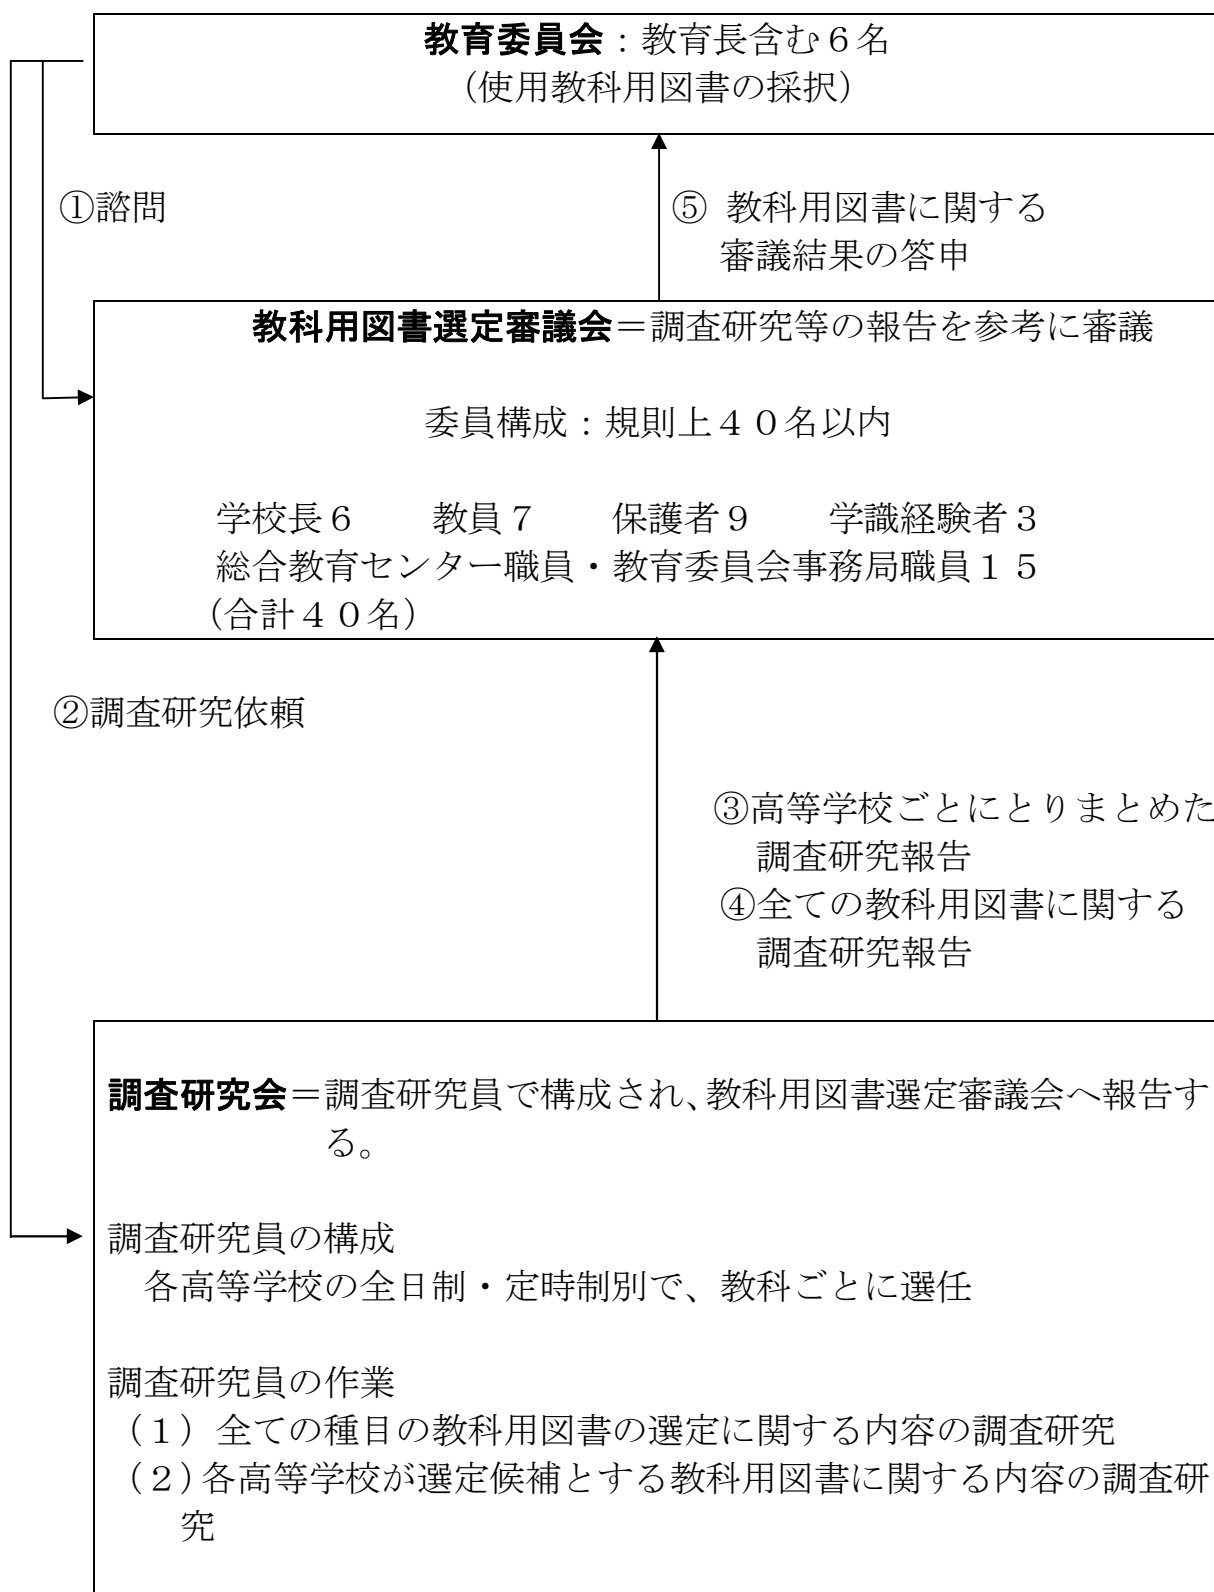 教育委員会：教育長含む６名
（使用教科用図書の採択）
①諮問
⑤ 教科用図書に関する
審議結果の答申
教科用図書選定審議会＝調査研究等の報告を参考に審議
委員構成：規則上４０名以内
学校長６　　教員７　　保護者９　　学識経験者３
総合教育センター職員・教育委員会事務局職員１５
（合計４０名）
②調査研究依頼
③高等学校ごとにとりまとめた
調査研究報告
④全ての教科用図書に関する
調査研究報告
調査研究会＝調査研究員で構成され、教科用図書選定審議会へ報告す
る。
調査研究員の構成
各高等学校の全日制・定時制別で、教科ごとに選任
調査研究員の作業
（１）全ての種目の教科用図書の選定に関する内容の調査研究
（２）各高等学校が選定候補とする教科用図書に関する内容の調査研
究